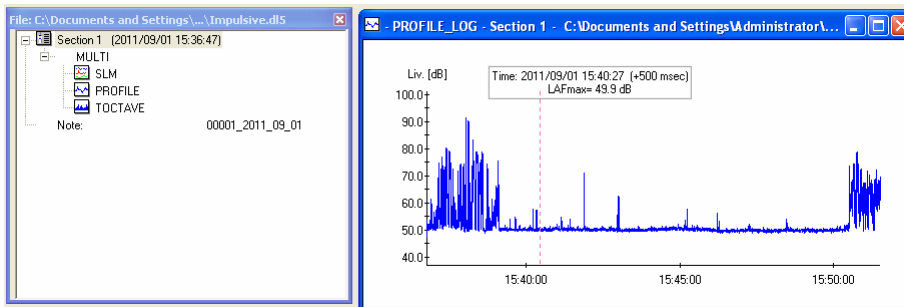 File: C:\Documents and Settings\...\Impulsive.dl5
Section 1 (2011/09/01 15:36:47)
MULTI
SLM
PROFILE
TOCTAVE
Note: 00001_2011_09_01
- PROFILE_LOG - Section 1 - C:\Documents and Settings\Administrator\...
Liv. [dB]
Time: 2011/09/01 15:40:27 (+500 msec)
LAFmax= 49.9 dB
100.0
90.0
80.0
70.0
60.0
50.0
40.0
15:40:00 15:45:00 15:50:00